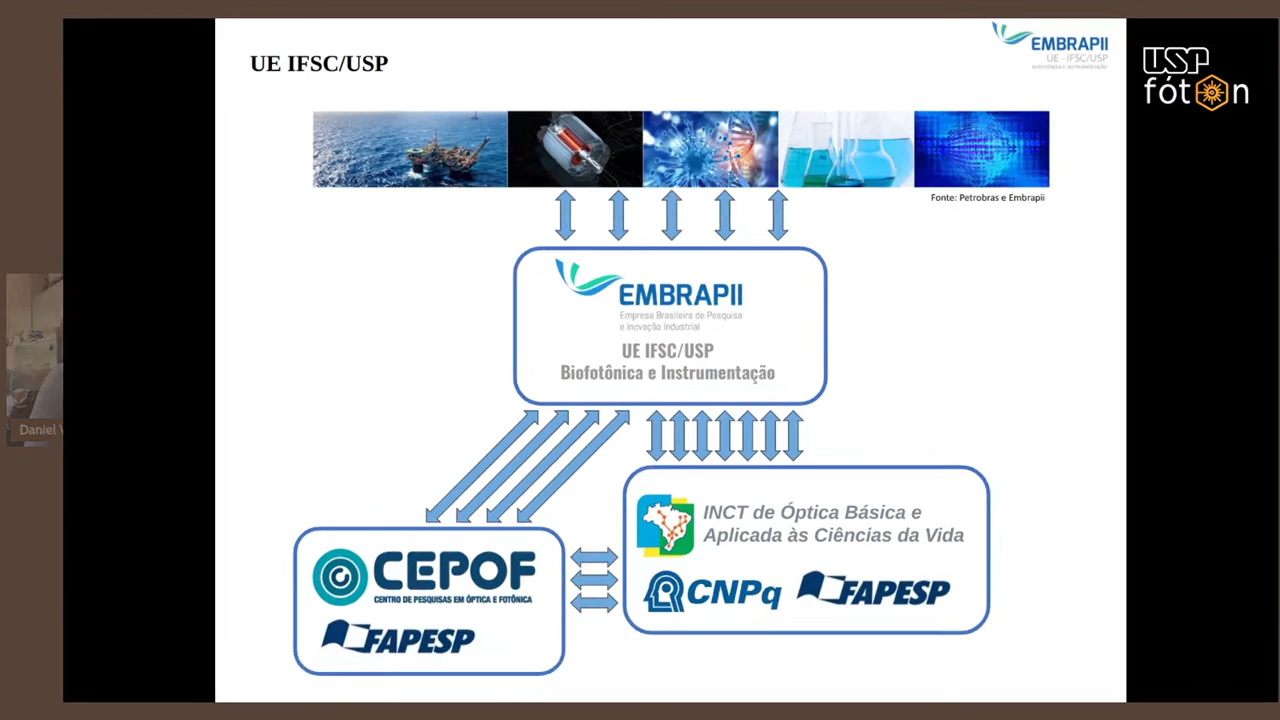 UE IFSC/USP
EMBRAPII
UE - IFSC/USP
BIOFOTÔNICA E INSTRUMENTAÇÃO
USP
fóton
Fonte: Petrobras e Embrapii
EMBRAPII
Empresa Brasileira de Pesquisa
e Inovação Industrial
UE IFSC/USP
Biofotônica e Instrumentação
Daniel V
INCT de Óptica Básica e
Aplicada às Ciências da Vida
CNPq
FAPESP
CEPOF
CENTRO DE PESQUISAS EM ÓPTICA E FOTÔNICA
FAPESP